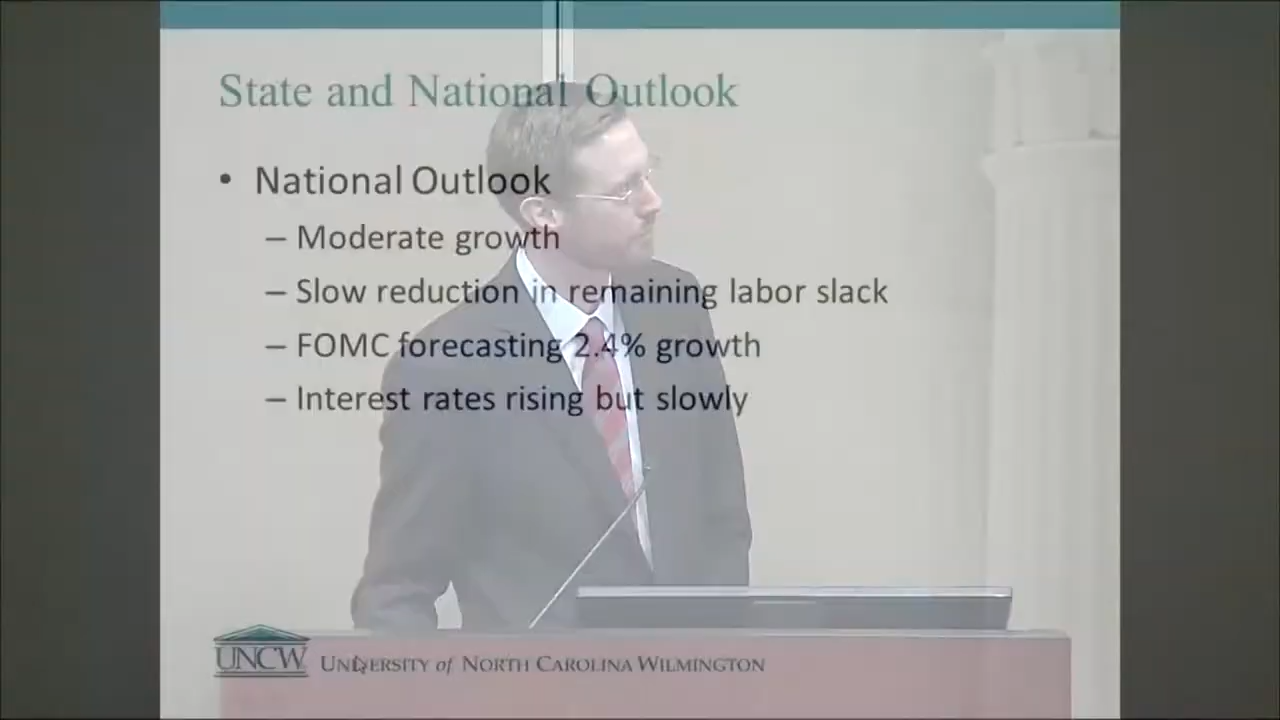 State and National Outlook
• National Outlook
– Moderate growth
– Slow reduction in remaining labor slack
– FOMC forecasting 2.4% growth
– Interest rates rising but slowly
UNCW UNIVERSITY of NORTH CAROLINA WILMINGTON